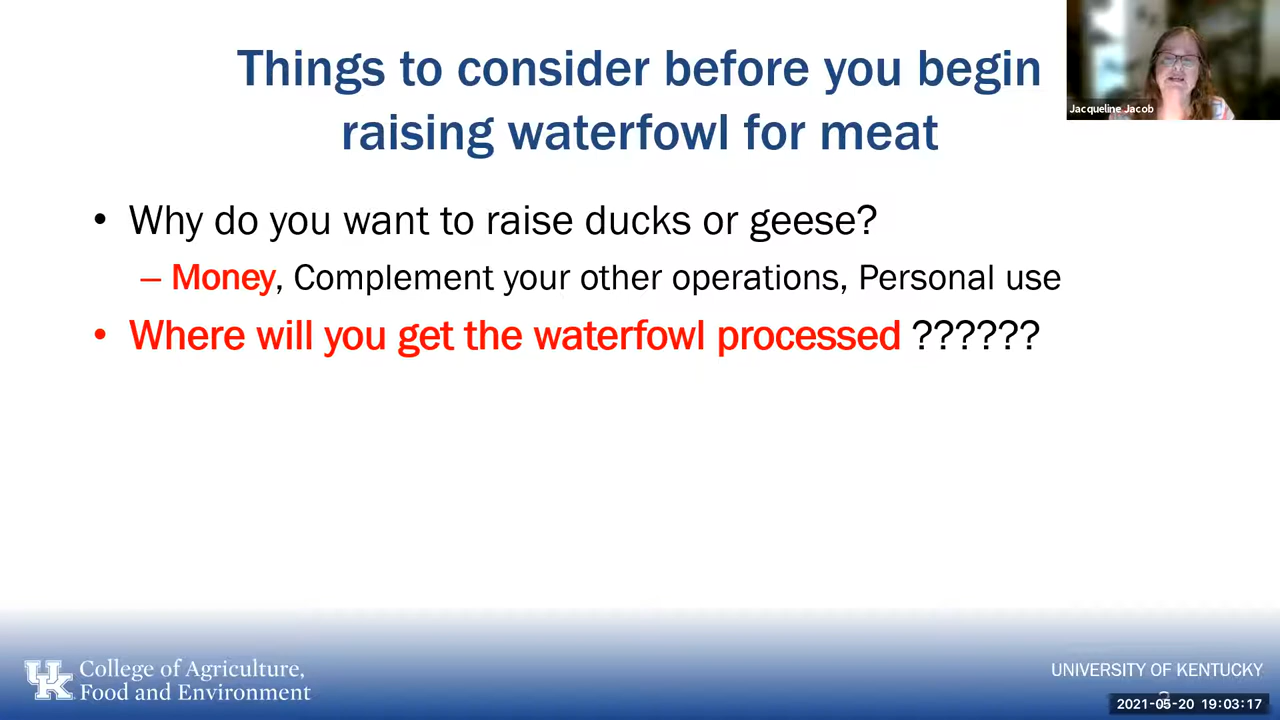 Things to consider before you begin
raising waterfowl for meat
Jacqueline Jacob
• Why do you want to raise ducks or geese?
– Money, Complement your other operations, Personal use
• Where will you get the waterfowl processed ??????
UK College of Agriculture,
Food and Environment
UNIVERSITY OF KENTUCKY
2021-05-20 19:03:17